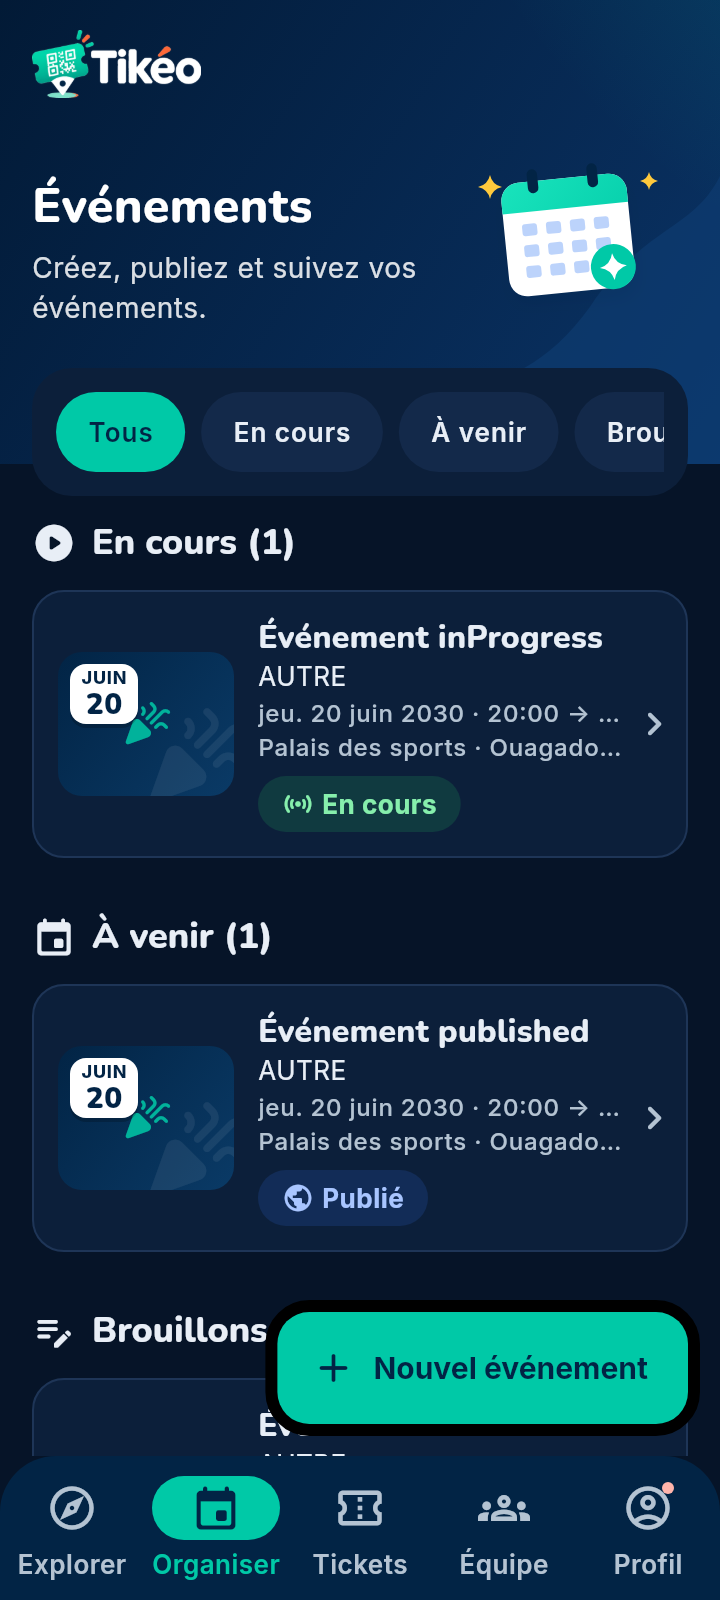 Tikéo
Événements
Créez, publiez et suivez vos
événements.
Tous
En cours
À venir
Brou
En cours (1)
JUIN
20
Événement inProgress
AUTRE
jeu. 20 juin 2030 · 20:00 → ...
Palais des sports · Ouagado...
En cours
À venir (1)
JUIN
20
Événement published
AUTRE
jeu. 20 juin 2030 · 20:00 → ...
Palais des sports · Ouagado...
Publié
Brouillons
Nouvel événement
Explorer
Organiser
Tickets
Équipe
Profil